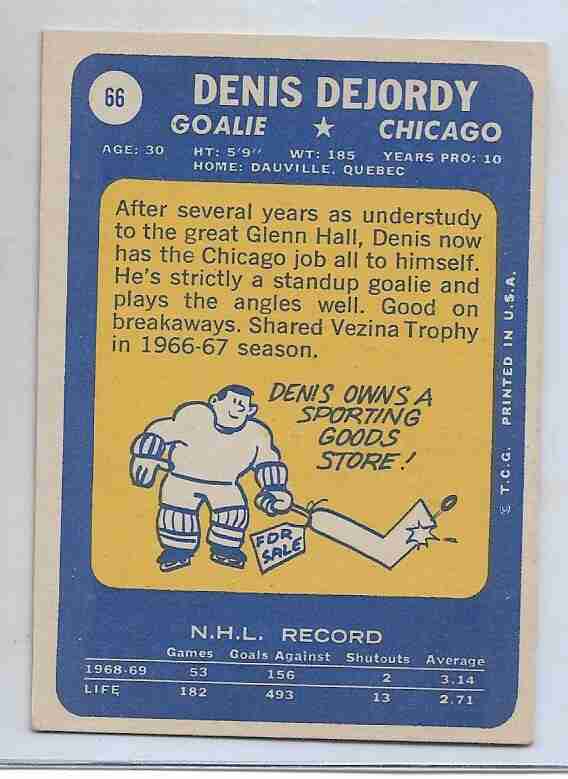 66
DENIS DEJORDY
GOALIE ★ CHICAGO
AGE: 30 HT: 5'9'' WT: 185 YEARS PRO: 10
HOME: DAUVILLE, QUEBEC
After several years as understudy
to the great Glenn Hall, Denis now
has the Chicago job all to himself.
He's strictly a standup goalie and
plays the angles well. Good on
breakaways. Shared Vezina Trophy
in 1966-67 season.
DENIS OWNS A
SPORTING
GOODS
STORE!
FOR
SALE
© T.C.G. PRINTED IN U.S.A.
N.H.L. RECORD
Games Goals Against Shutouts Average
1968-69 53 156 2 3.14
LIFE 182 493 13 2.71